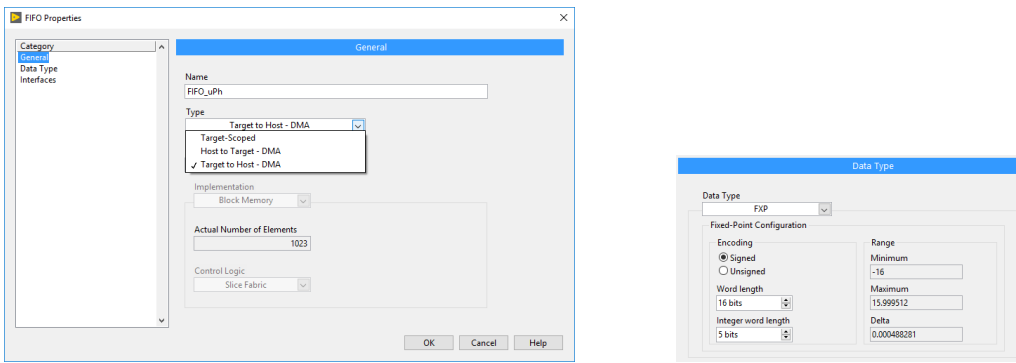 FIFO Properties
Category
General
Data Type
Interfaces
General
Name
FIFO_uPh
Type
Target to Host - DMA
Target-Scoped
Host to Target - DMA
✓ Target to Host - DMA
Implementation
Block Memory
Actual Number of Elements
1023
Control Logic
Slice Fabric
OK Cancel Help
Data Type
Data Type
FXP
Fixed-Point Configuration
Encoding
Signed
Unsigned
Word length
16 bits
Integer word length
5 bits
Range
Minimum
-16
Maximum
15.999512
Delta
0.000488281